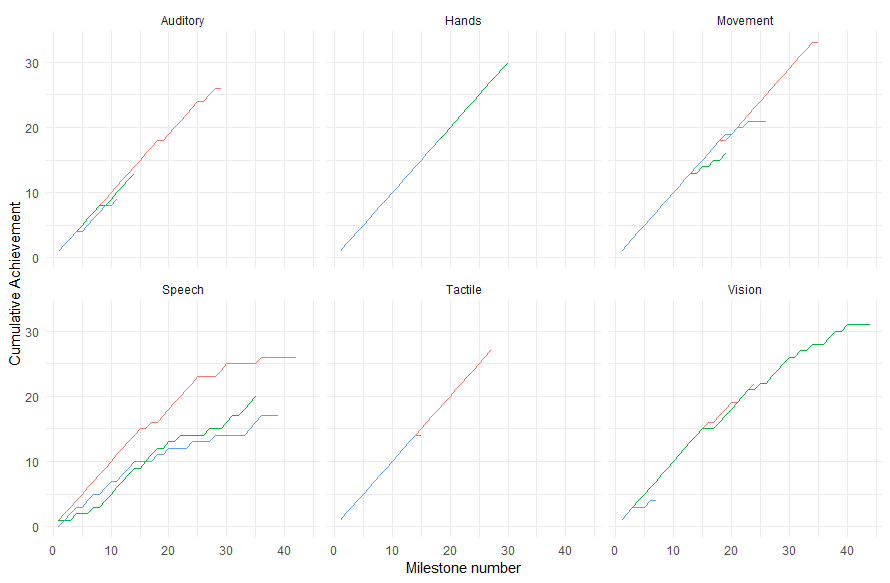 Auditory Hands Movement
30
20
10
0
Speech Tactile Vision
30
20
10
0
0 10 20 30 40 0 10 20 30 40 0 10 20 30 40
Milestone number
Cumulative Achievement